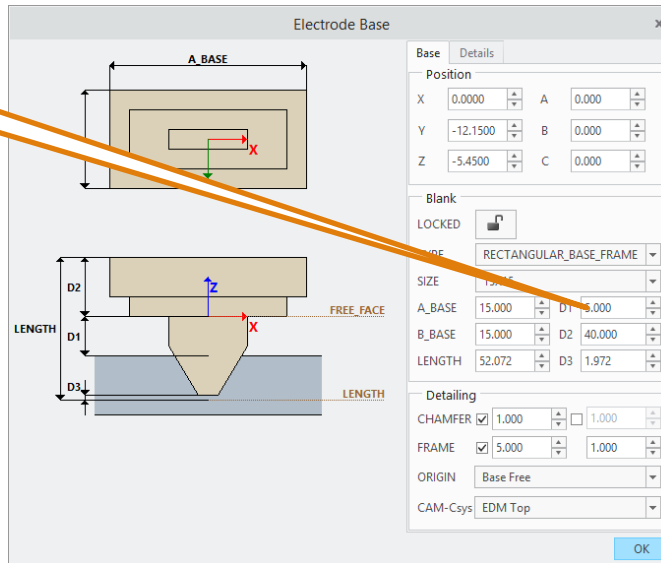 Electrode Base
×
A_BASE
X
Z
X
D2
D1
D3
LENGTH
FREE_FACE
LENGTH
Base Details
Position
X 0.0000 A 0.000
Y -12.1500 B 0.000
Z -5.4500 C 0.000
Blank
LOCKED
RECTANGULAR_BASE_FRAME
SIZE
A_BASE 15.000 D1 5.000
B_BASE 15.000 D2 40.000
LENGTH 52.072 D3 1.972
Detailing
CHAMFER 1.000 1.000
FRAME 5.000 1.000
ORIGIN Base Free
CAM-Csys EDM Top
OK